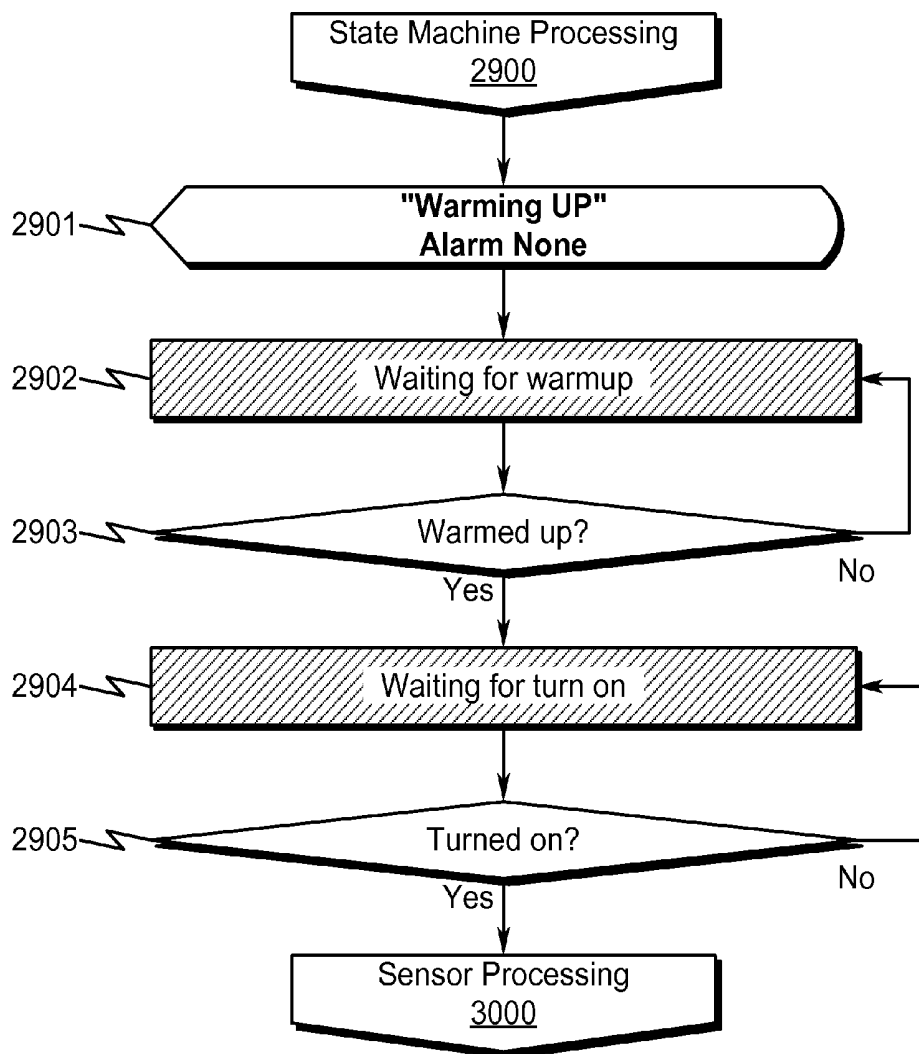 State Machine Processing
2900
2901
"Warming UP"
Alarm None
2902
Waiting for warmup
2903
Warmed up?
Yes
No
2904
Waiting for turn on
2905
Turned on?
Yes
No
Sensor Processing
3000